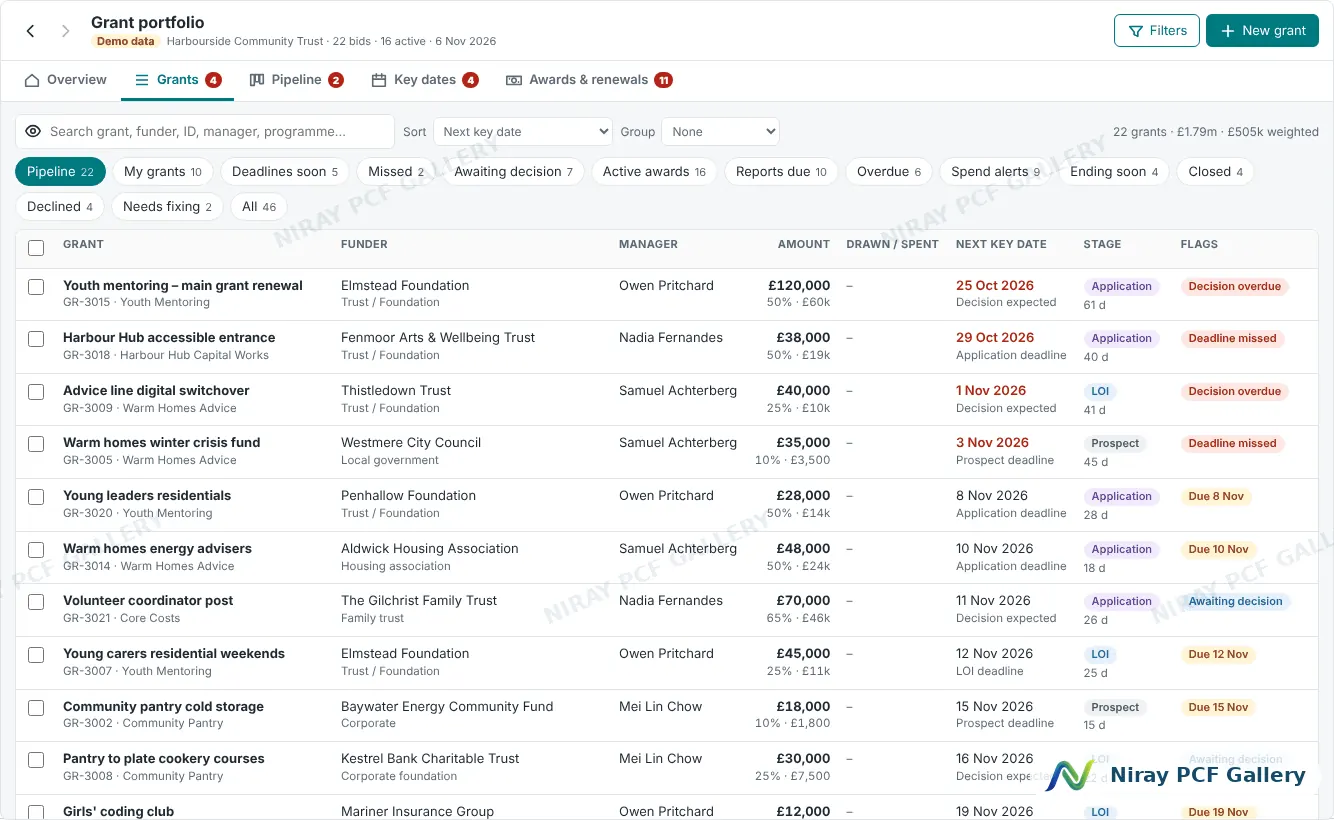 Grant portfolio
Demo data Harbourside Community Trust · 22 bids · 16 active · 6 Nov 2026
Filters
New grant
Overview
Grants 4
Pipeline 2
Key dates 4
Awards & renewals 11
Search grant, funder, ID, manager, programme...
Sort Next key date
Group None
22 grants · £1.79m · £505k weighted
Pipeline 22 My grants 10 Deadlines soon 5 Missed 2 Awaiting decision 7 Active awards 16 Reports due 10 Overdue 6 Spend alerts 9 Ending soon 4 Closed 4
Declined 4 Needs fixing 2 All 46
GRANT FUNDER MANAGER AMOUNT DRAWN / SPENT NEXT KEY DATE STAGE FLAGS
Youth mentoring – main grant renewal Elmstead Foundation Owen Pritchard £120,000 – 25 Oct 2026 Application Decision overdue
GR-3015 · Youth Mentoring Trust / Foundation 50% · £60k Decision expected 61 d
Harbour Hub accessible entrance Fenmoor Arts & Wellbeing Trust Nadia Fernandes £38,000 – 29 Oct 2026 Application Deadline missed
GR-3018 · Harbour Hub Capital Works Trust / Foundation 50% · £19k Application deadline 40 d
Advice line digital switchover Thistledown Trust Samuel Achterberg £40,000 – 1 Nov 2026 LOI Decision overdue
GR-3009 · Warm Homes Advice Trust / Foundation 25% · £10k Decision expected 41 d
Warm homes winter crisis fund Westmere City Council Samuel Achterberg £35,000 – 3 Nov 2026 Prospect Deadline missed
GR-3005 · Warm Homes Advice Local government 10% · £3,500 Prospect deadline 45 d
Young leaders residentials Penhallow Foundation Owen Pritchard £28,000 – 8 Nov 2026 Application Due 8 Nov
GR-3020 · Youth Mentoring Trust / Foundation 50% · £14k Application deadline 28 d
Warm homes energy advisers Aldwick Housing Association Samuel Achterberg £48,000 – 10 Nov 2026 Application Due 10 Nov
GR-3014 · Warm Homes Advice Housing association 50% · £24k Application deadline 18 d
Volunteer coordinator post The Gilchrist Family Trust Nadia Fernandes £70,000 – 11 Nov 2026 Application Awaiting decision
GR-3021 · Core Costs Family trust 65% · £46k Decision expected 26 d
Young carers residential weekends Elmstead Foundation Owen Pritchard £45,000 – 12 Nov 2026 LOI Due 12 Nov
GR-3007 · Youth Mentoring Trust / Foundation 25% · £11k LOI deadline 25 d
Community pantry cold storage Baywater Energy Community Fund Mei Lin Chow £18,000 – 15 Nov 2026 Prospect Due 15 Nov
GR-3002 · Community Pantry Corporate 10% · £1,800 Prospect deadline 15 d
Pantry to plate cookery courses Kestrel Bank Charitable Trust Mei Lin Chow £30,000 – 16 Nov 2026 LOI Awaiting decision
GR-3008 · Community Pantry Corporate foundation 25% · £7,500 Decision
Girls' coding club Mariner Insurance Group Owen Pritchard £12,000 – 19 Nov 2026 LOI Due 19 Nov
NIRAY PCF GALLERY
NIRAY PCF GALLERY
NIRAY PCF GALLERY
Niray PCF Gallery